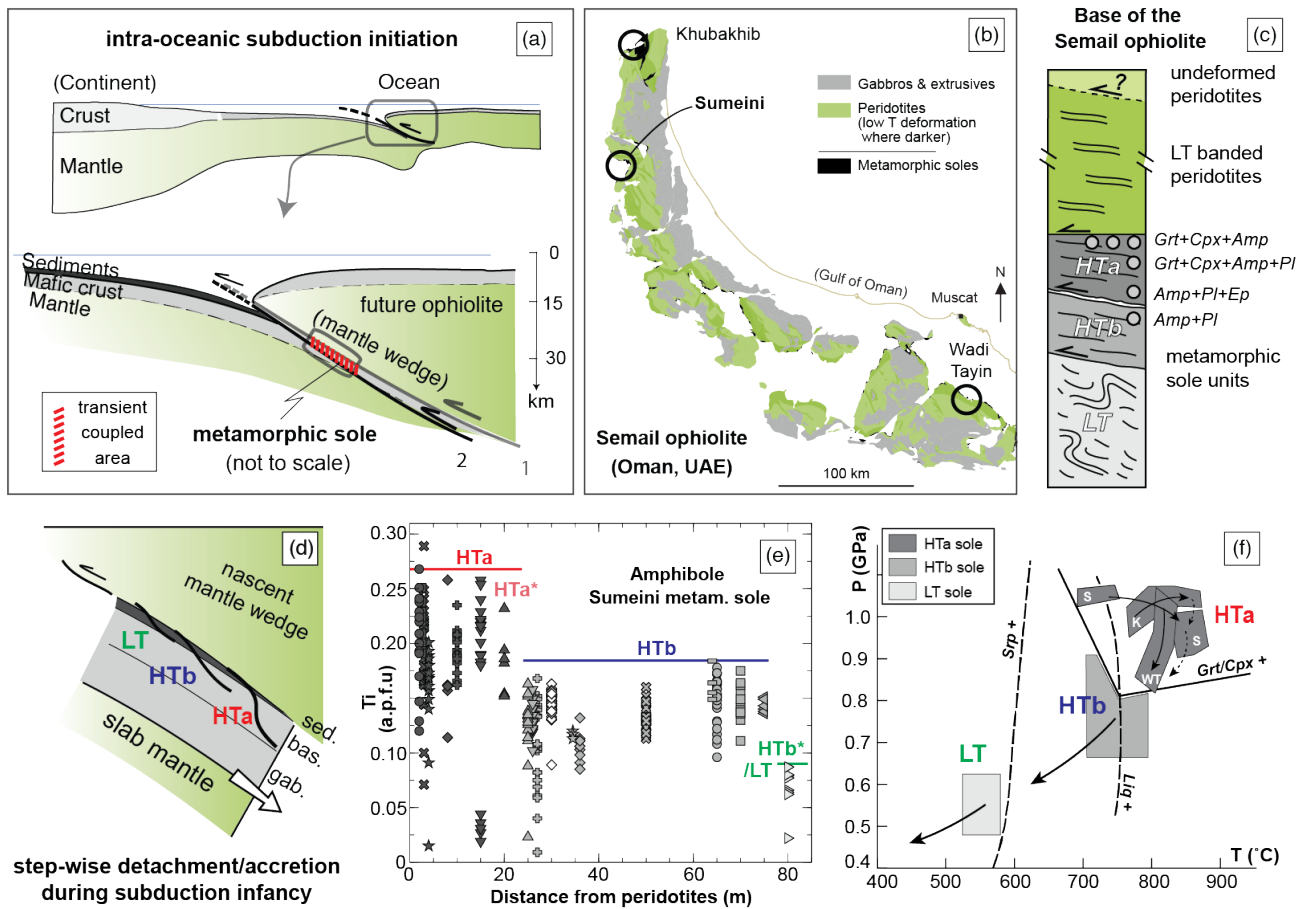 intra-oceanic subduction initiation
(a)
(Continent)
Ocean
Crust
Mantle
0
15
30
km
Sediments
Mafic crust
Mantle
future ophiolite
(mantle wedge)
transient
coupled
area
metamorphic sole
(not to scale)
2
1
(b)
Khubakhib
Sumeini
Gabbros & extrusives
Peridotites
(low T deformation
where darker)
Metamorphic soles
(Gulf of Oman)
N
Muscat
Wadi
Tayin
Semail ophiolite
(Oman, UAE)
100 km
Base of the
Semail ophiolite
(c)
?
undeformed
peridotites
LT banded
peridotites
HTa
Grt+Cpx+Amp
Grt+Cpx+Amp+Pl
Amp+Pl+Ep
HTb
Amp+Pl
metamorphic
sole units
LT
(d)
nascent
mantle wedge
LT
HTb
HTa
sed.
bas.
gab.
slab mantle
step-wise detachment/accretion
during subduction infancy
(e)
HTa
HTa*
Amphibole
Sumeini metam. sole
HTb
HTb*
/LT
Ti
(a.p.f.u)
0.30
0.25
0.20
0.10
0.05
0
0
10
20
30
40
50
60
70
80
Distance from peridotites (m)
(f)
HTa sole
HTb sole
LT sole
P (GPa)
1.0
0.9
0.8
0.7
0.6
0.5
0.4
Srp +
S
K
S
WT
HTa
Grt/Cpx +
HTb
LT
Liq +
T (˚C)
400
500
600
700
800
900